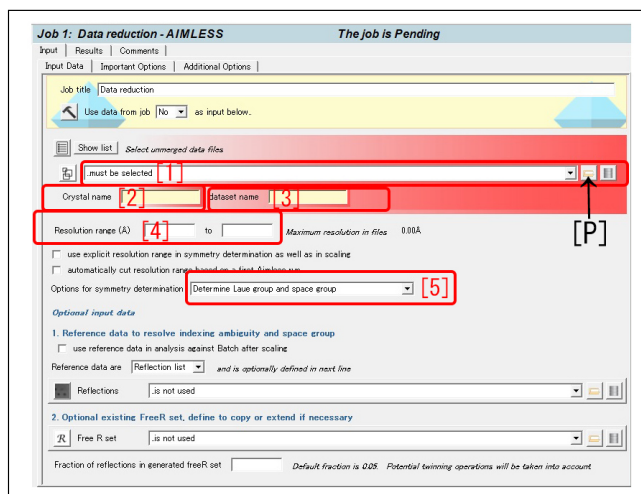 Job 1: Data reduction - AIMLESS The job is Pending
Input Results Comments
Input Data Important Options Additional Options
Job title Data reduction
Use data from job No as input below.
Show list Select unmerged data files
.must be selected [1]
Crystal name [2] dataset name [3]
[P]
Resolution range (A) [4] to Maximum resolution in files 0.00Å
use explicit resolution range in symmetry determination as well as in scaling
automatically cut resolution range based on a first Aimless run
Options for symmetry determination Determine Laue group and space group [5]
Optional input data
1. Reference data to resolve indexing ambiguity and space group
use reference data in analysis against Batch after scaling
Reference data are Reflection list and is optionally defined in next line
Reflections .is not used
2. Optional existing FreeR set, define to copy or extend if necessary
R Free R set .is not used
Fraction of reflections in generated freeR set Default fraction is 0.05. Potential twinning operations will be taken into account